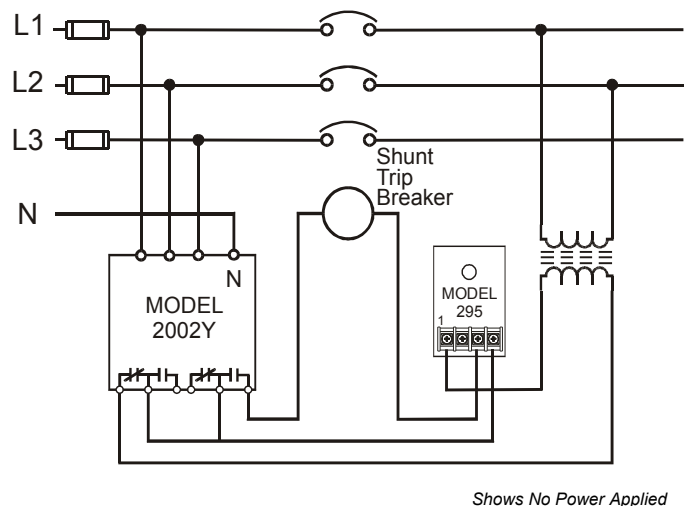 L1
L2
L3
Shunt
Trip
Breaker
N
N
MODEL
2002Y
MODEL
295
1
Shows No Power Applied